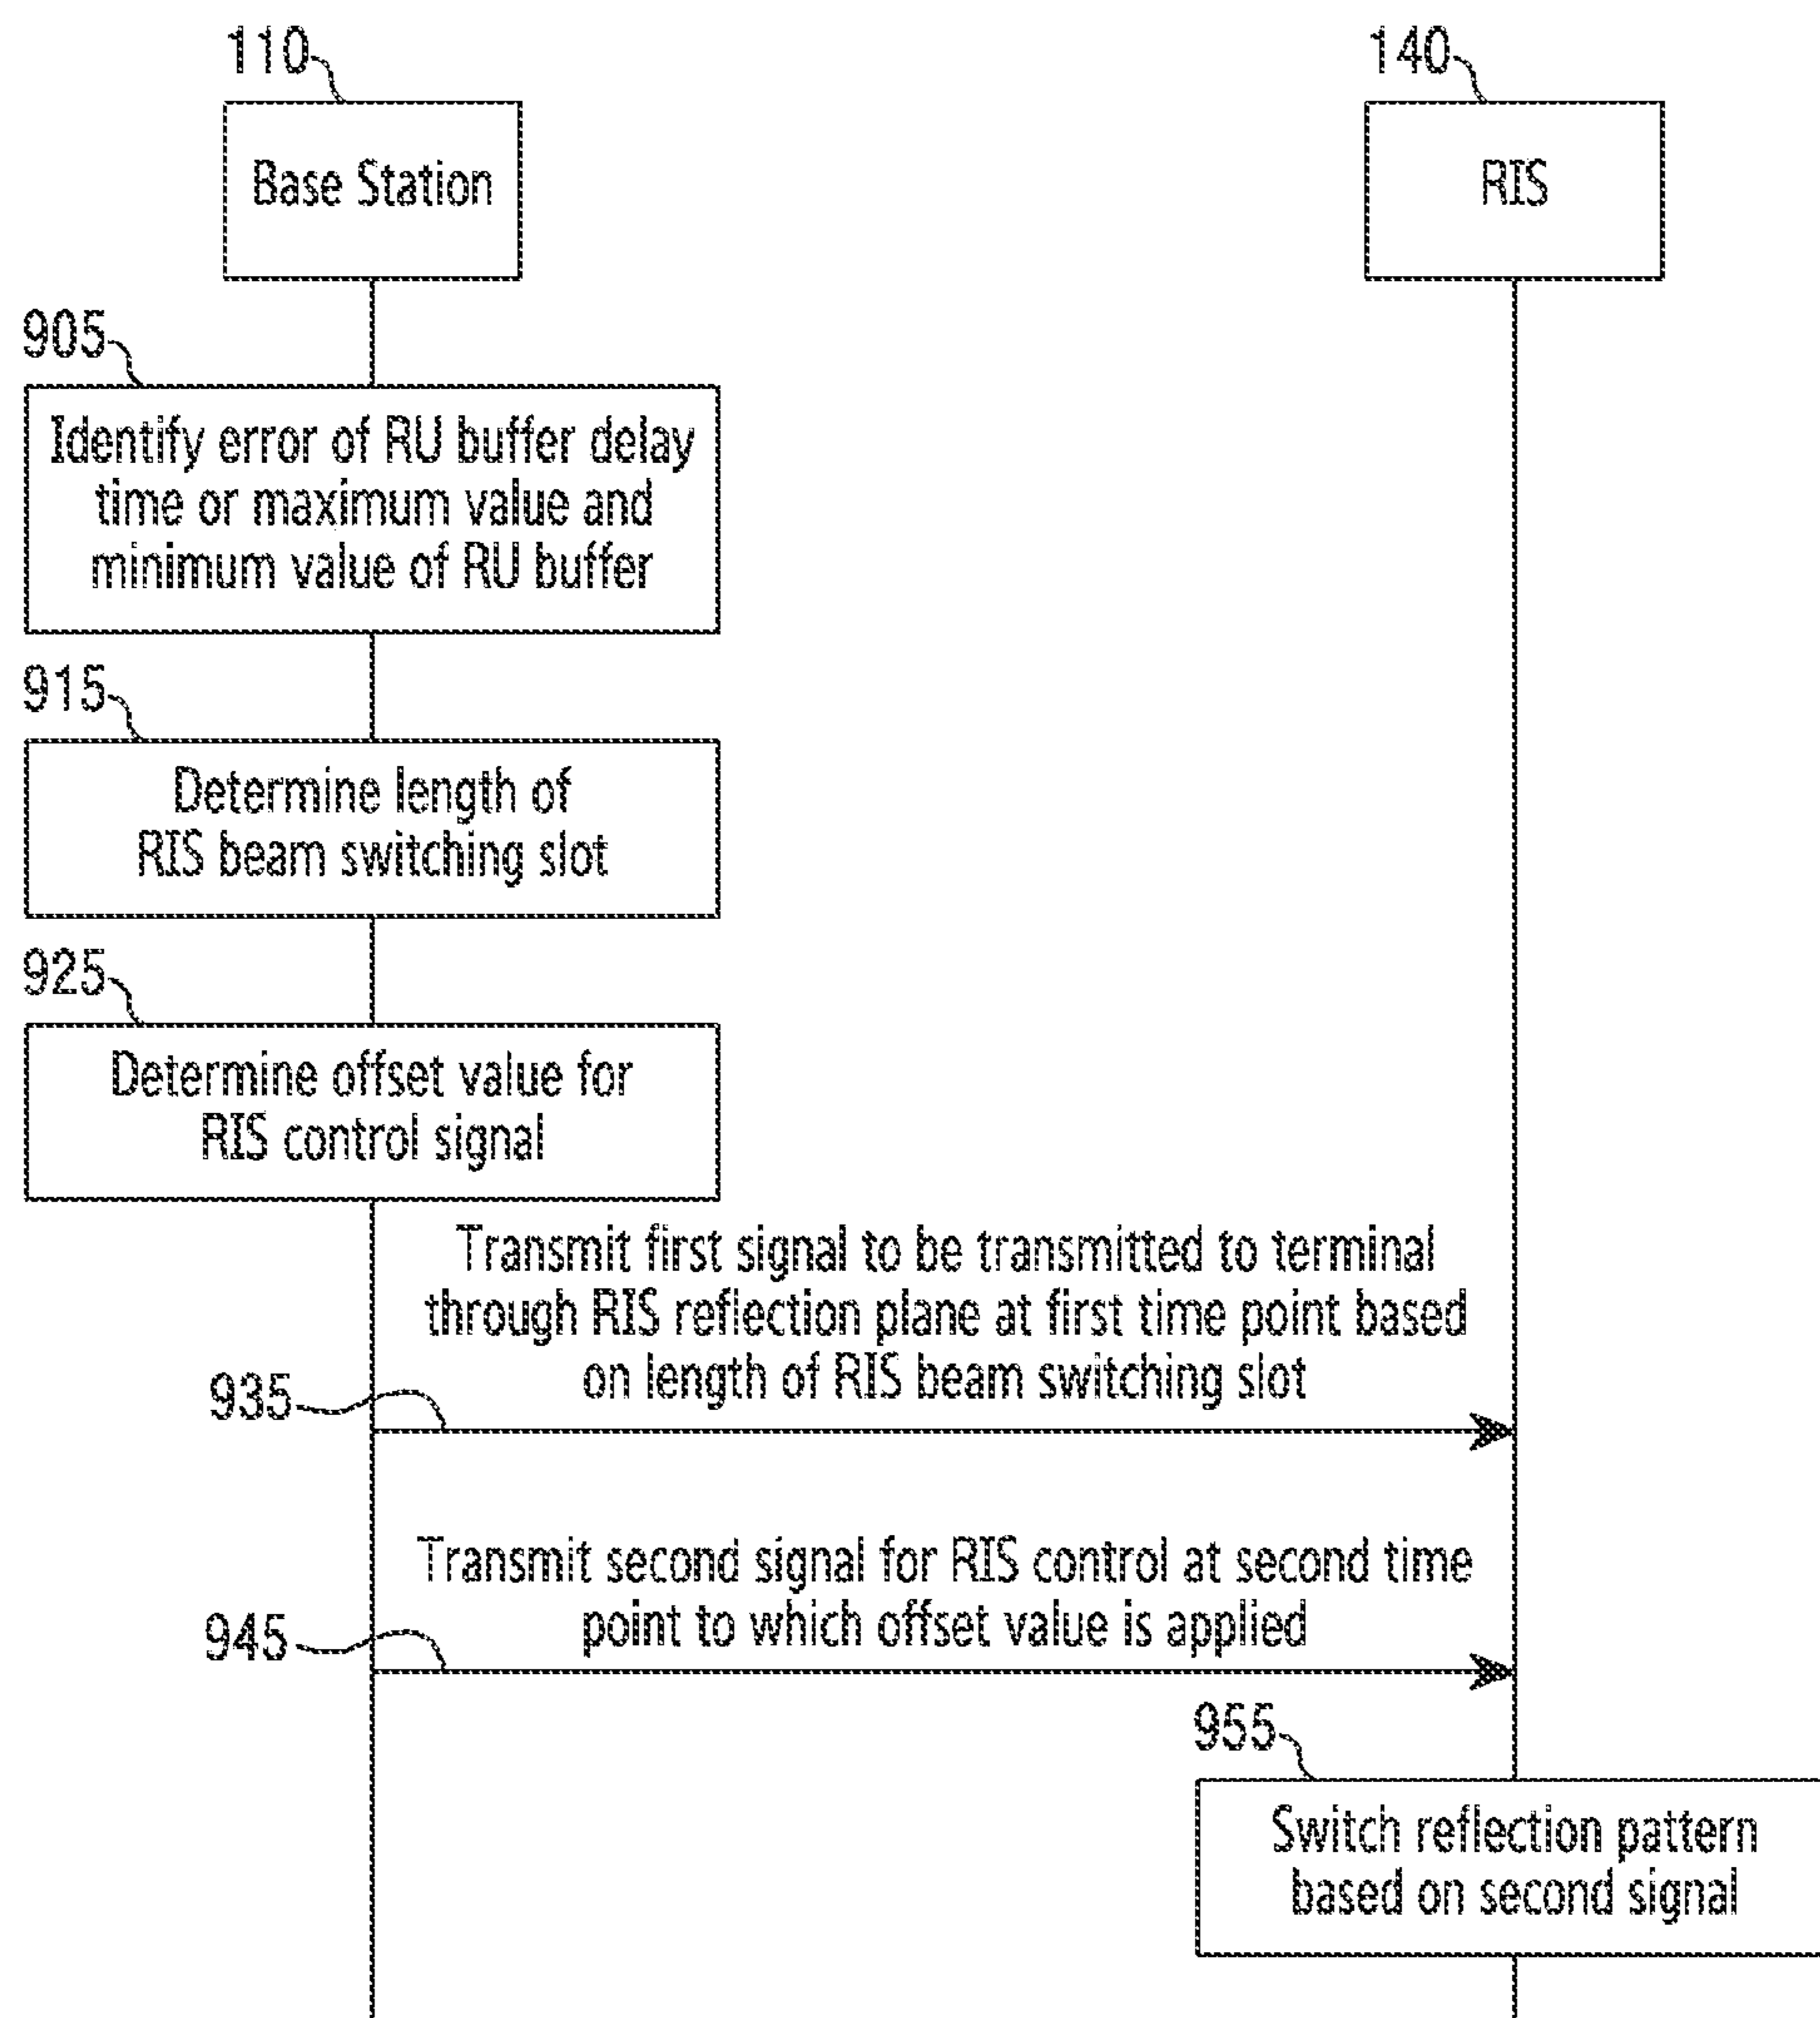 110
140
Base Station
RIS
905
Identify error of RU buffer delay
time or maximum value and
minimum value of RU buffer
915
Determine length of
RIS beam switching slot
925
Determine offset value for
RIS control signal
Transmit first signal to be transmitted to terminal
through RIS reflection plane at first time point based
on length of RIS beam switching slot
935
Transmit second signal for RIS control at second time
point to which offset value is applied
945
955
Switch reflection pattern
based on second signal